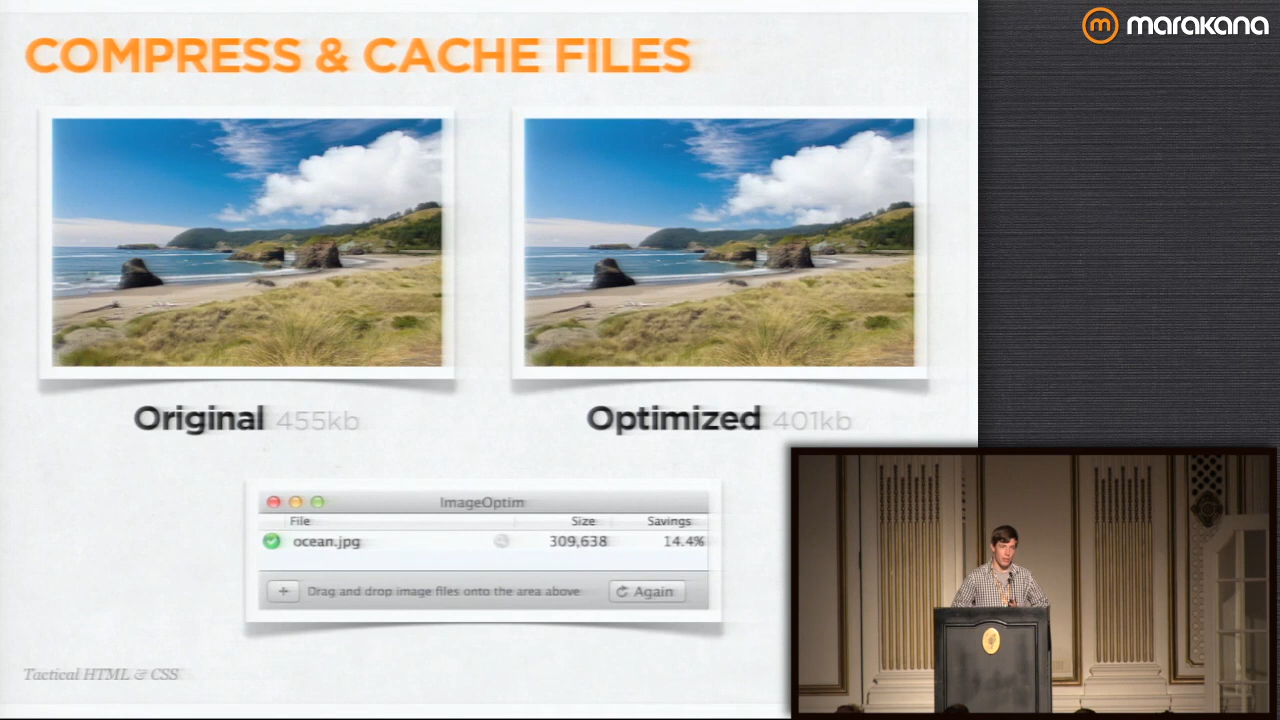 COMPRESS & CACHE FILES
marakana
Original 455kb
Optimized 401kb
ImageOptim
File Size Savings
ocean.jpg 309,638 14.4%
Drag and drop image files onto the area above Again
Tactical HTML & CSS